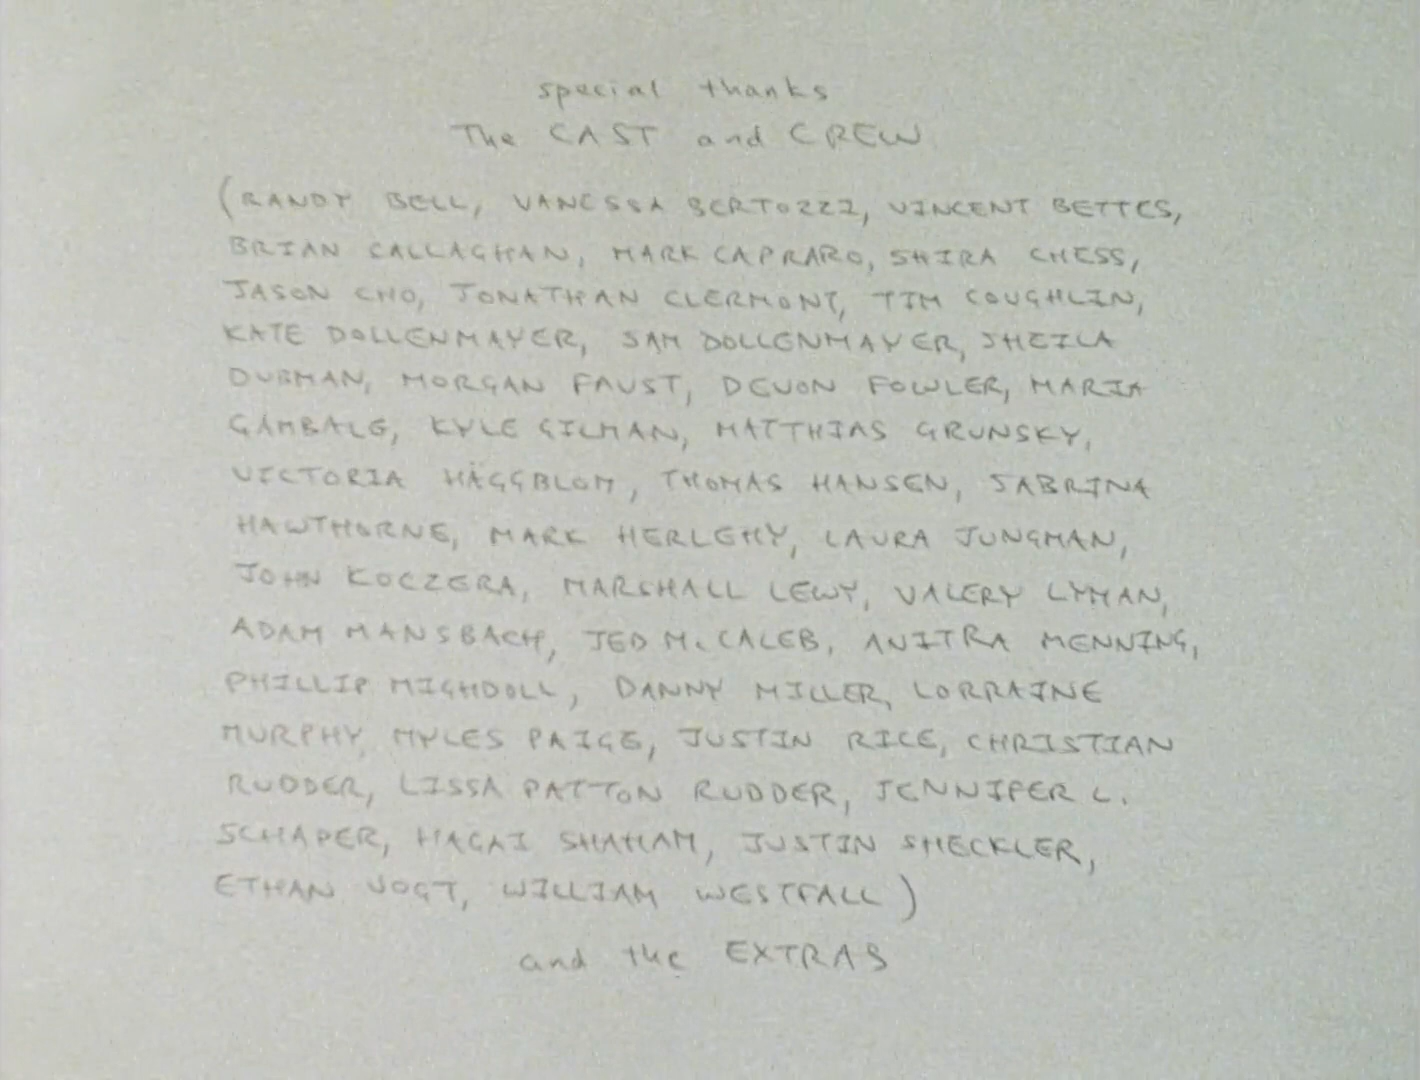 special thanks
The CAST and CREW
(RANDY BELL, VANESSA BERTOZZI, VINCENT BETTES,
BRIAN CALLAGHAN, MARK CAPRARO, SHIRA CHESS,
JASON CHO, JONATHAN CLERMONT, TIM COUGHLIN,
KATE DOLLENMAYER, SAM DOLLENMAYER, SHEILA
DUBMAN, MORGAN FAUST, DEVON FOWLER, MARIA
GAMBALE, KYLE GILMAN, MATTHIAS GRUNSKY,
VICTORIA HÄGGBLOM, THOMAS HANSEN, SABRINA
HAWTHORNE, MARK HERLEHY, LAURA JUNGMAN,
JOHN KOCZERA, MARSHALL LEWY, VALERY LYMAN,
ADAM MANSBACH, JED McCALEB, ANITRA MENNING,
PHILLIP MIGHDOLL, DANNY MILLER, LORRAINE
MURPHY, MYLES PAIGE, JUSTIN RICE, CHRISTIAN
RUDDER, LISSA PATTON RUDDER, JENNIFER L.
SCHAPER, HAGAI SHAHAM, JUSTIN SHECKLER,
ETHAN VOGT, WILLIAM WESTFALL)
and the EXTRAS